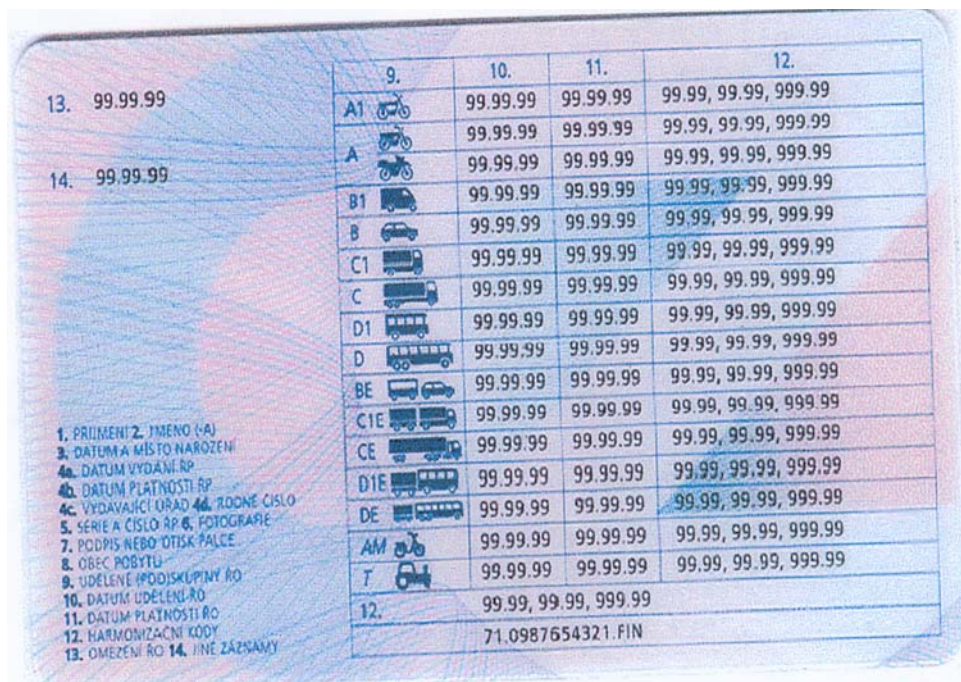 13. 99.99.99
14. 99.99.99
9. 10. 11. 12.
A1 99.99.99 99.99.99 99.99, 99.99, 999.99
99.99.99 99.99.99 99.99, 99.99, 999.99
A 99.99.99 99.99.99 99.99, 99.99, 999.99
B1 99.99.99 99.99.99 99.99, 99.99, 999.99
B 99.99.99 99.99.99 99.99, 99.99, 999.99
C1 99.99.99 99.99.99 99.99, 99.99, 999.99
C 99.99.99 99.99.99 99.99, 99.99, 999.99
D1 99.99.99 99.99.99 99.99, 99.99, 999.99
D 99.99.99 99.99.99 99.99, 99.99, 999.99
BE 99.99.99 99.99.99 99.99, 99.99, 999.99
C1E 99.99.99 99.99.99 99.99, 99.99, 999.99
CE 99.99.99 99.99.99 99.99, 99.99, 999.99
D1E 99.99.99 99.99.99 99.99, 99.99, 999.99
DE 99.99.99 99.99.99 99.99, 99.99, 999.99
AM 99.99.99 99.99.99 99.99, 99.99, 999.99
T 99.99.99 99.99.99 99.99, 99.99, 999.99
12. 99.99, 99.99, 999.99
71.0987654321.FIN
1. PŘÍJMENÍ 2. JMÉNO (-A)
3. DATUM A MÍSTO NAROZENÍ
4a. DATUM VYDÁNÍ ŘP
4b. DATUM PLATNOSTI ŘP
4c. VYDÁVAJÍCÍ ÚŘAD 4d. RODNÉ ČÍSLO
5. SÉRIE A ČÍSLO ŘP 6. FOTOGRAFIE
7. PODPIS NEBO OTISK PALCE
8. OBEC POBYTU
9. UDĚLENÉ (POD)SKUPINY ŘO
10. DATUM UDĚLENÍ ŘO
11. DATUM PLATNOSTI ŘO
12. HARMONIZAČNÍ KÓDY
13. OMEZENÍ ŘO 14. JINÉ ZÁZNAMY